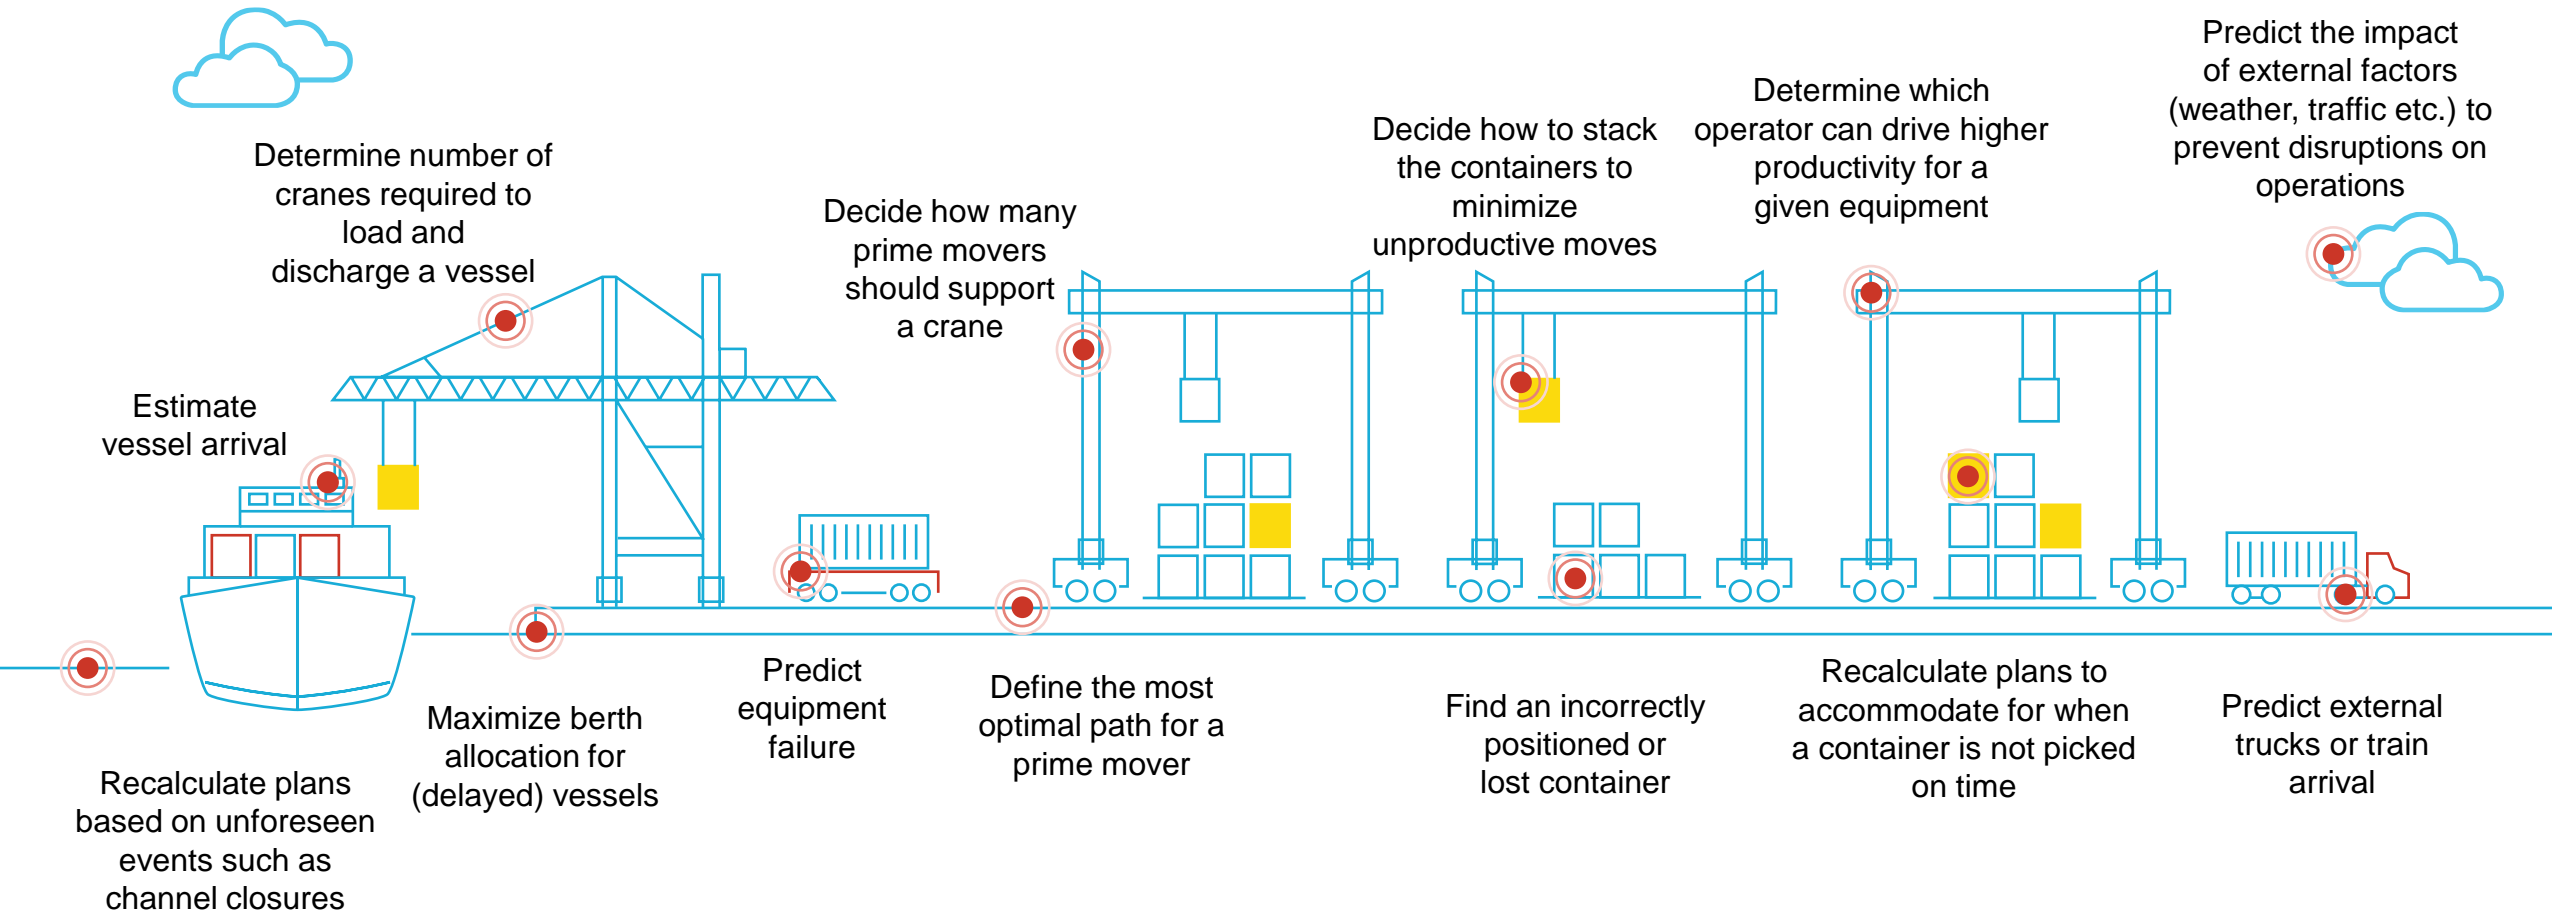 Predict the impact
of external factors
(weather, traffic etc.) to
prevent disruptions on
operations
Determine which
operator can drive higher
productivity for a
given equipment
Decide how to stack
the containers to
minimize
unproductive moves
Determine number of
cranes required to
load and
discharge a vessel
Decide how many
prime movers
should support
a crane
Estimate
vessel arrival
Recalculate plans
based on unforeseen
events such as
channel closures
Maximize berth
allocation for
(delayed) vessels
Predict
equipment
failure
Define the most
optimal path for a
prime mover
Find an incorrectly
positioned or
lost container
Recalculate plans to
accommodate for when
a container is not picked
on time
Predict external
trucks or train
arrival